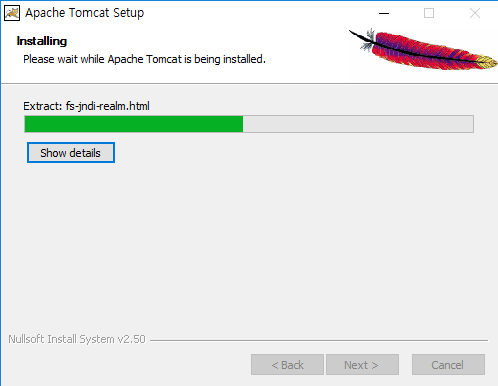 Apache Tomcat Setup
Installing
Please wait while Apache Tomcat is being installed.
Extract: fs-jndi-realm.html
Show details
Nullsoft Install System v2.50
< Back
Next >
Cancel